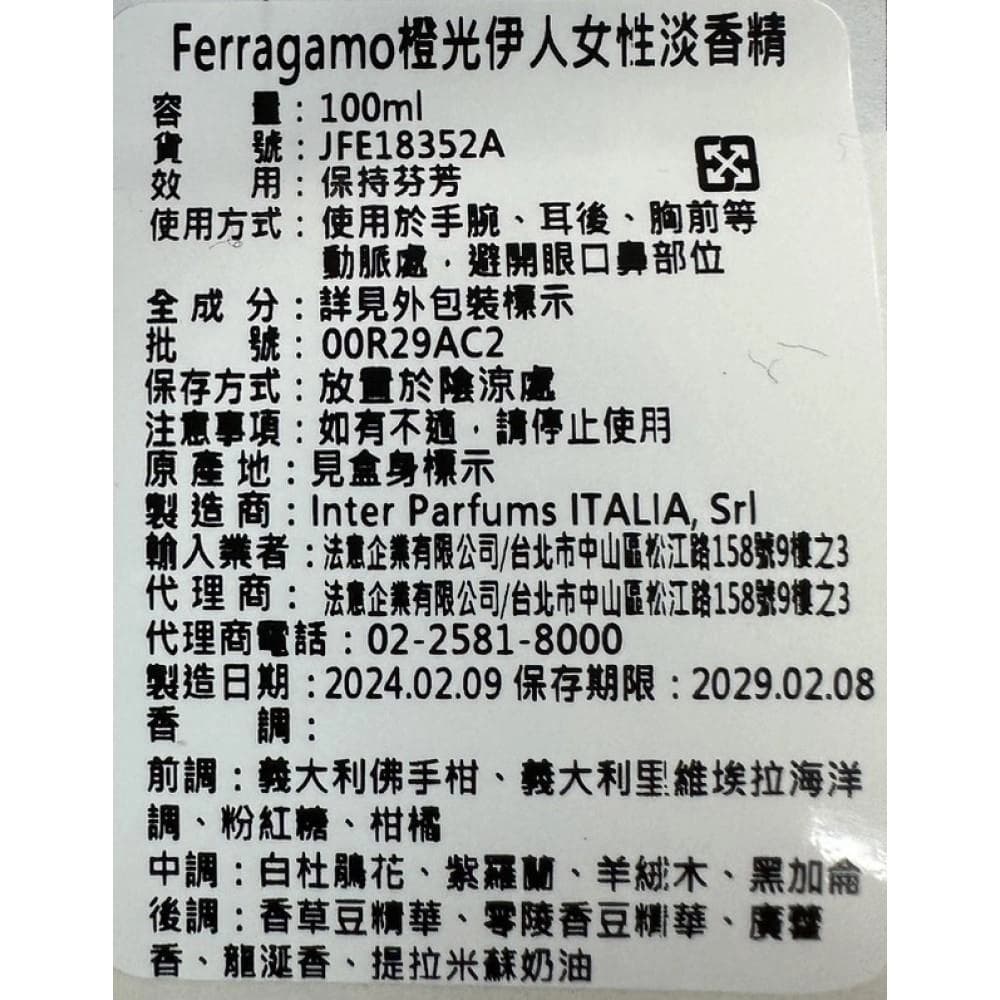 Ferragamo橙光伊人女性淡香精
容量：100ml
貨號：JFE18352A
效用：保持芬芳
使用方式：使用於手腕、耳後、胸前等
動脈處，避開眼口鼻部位
全成分：詳見外包裝標示
批號：00R29AC2
保存方式：放置於陰涼處
注意事項：如有不適，請停止使用
原產地：見盒身標示
製造商：Inter Parfums ITALIA, Srl
輸入業者：法意企業有限公司/台北市中山區松江路158號9樓之3
代理商：法意企業有限公司/台北市中山區松江路158號9樓之3
代理商電話：02-2581-8000
製造日期：2024.02.09 保存期限：2029.02.08
香調：
前調：義大利佛手柑、義大利里維埃拉海洋
調、粉紅糖、柑橘
中調：白杜鵑花、紫羅蘭、羊絨木、黑加侖
後調：香草豆精華、零陵香豆精華、廣藿
香、龍涎香、提拉米蘇奶油